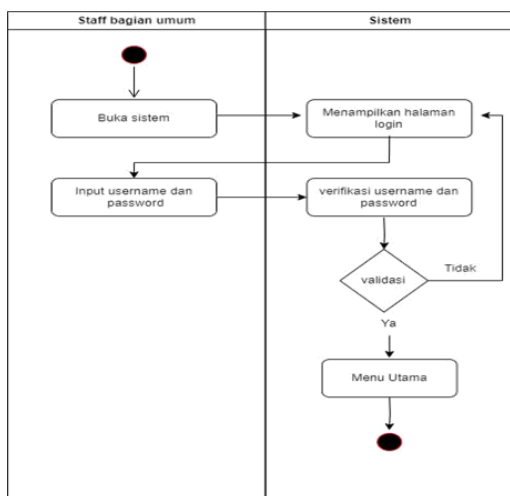 Staff bagian umum
Sistem
Buka sistem
Menampilkan halaman
login
Input username dan
password
verifikasi username dan
password
validasi
Tidak
Ya
Menu Utama